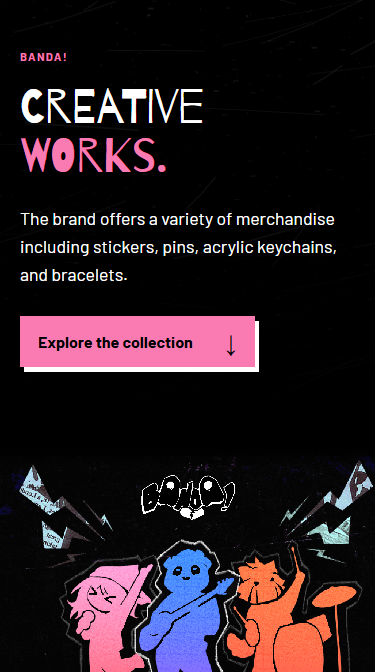 BANDA!
CREATIVE
WORKS.
The brand offers a variety of merchandise
including stickers, pins, acrylic keychains,
and bracelets.
Explore the collection ↓
BANDA!